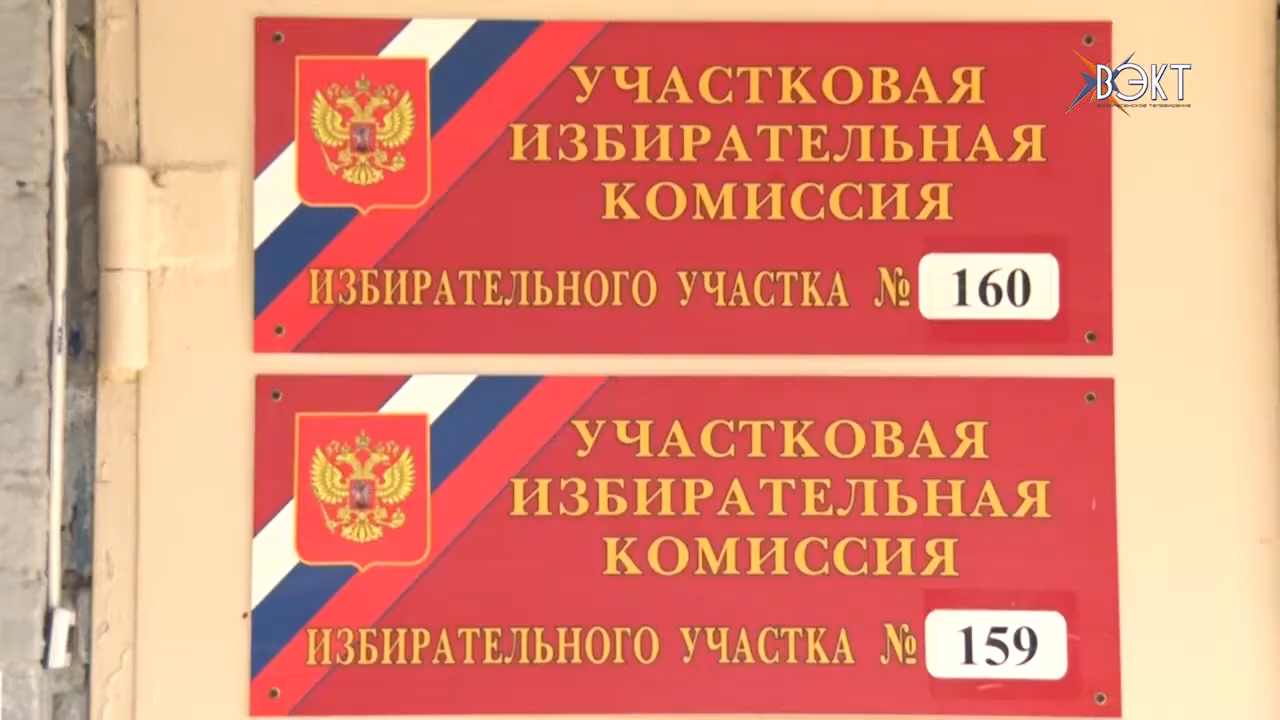 ВЭКТ
УЧАСТКОВАЯ
ИЗБИРАТЕЛЬНАЯ
КОМИССИЯ
ИЗБИРАТЕЛЬНОГО УЧАСТКА № 160
УЧАСТКОВАЯ
ИЗБИРАТЕЛЬНАЯ
КОМИССИЯ
ИЗБИРАТЕЛЬНОГО УЧАСТКА № 159